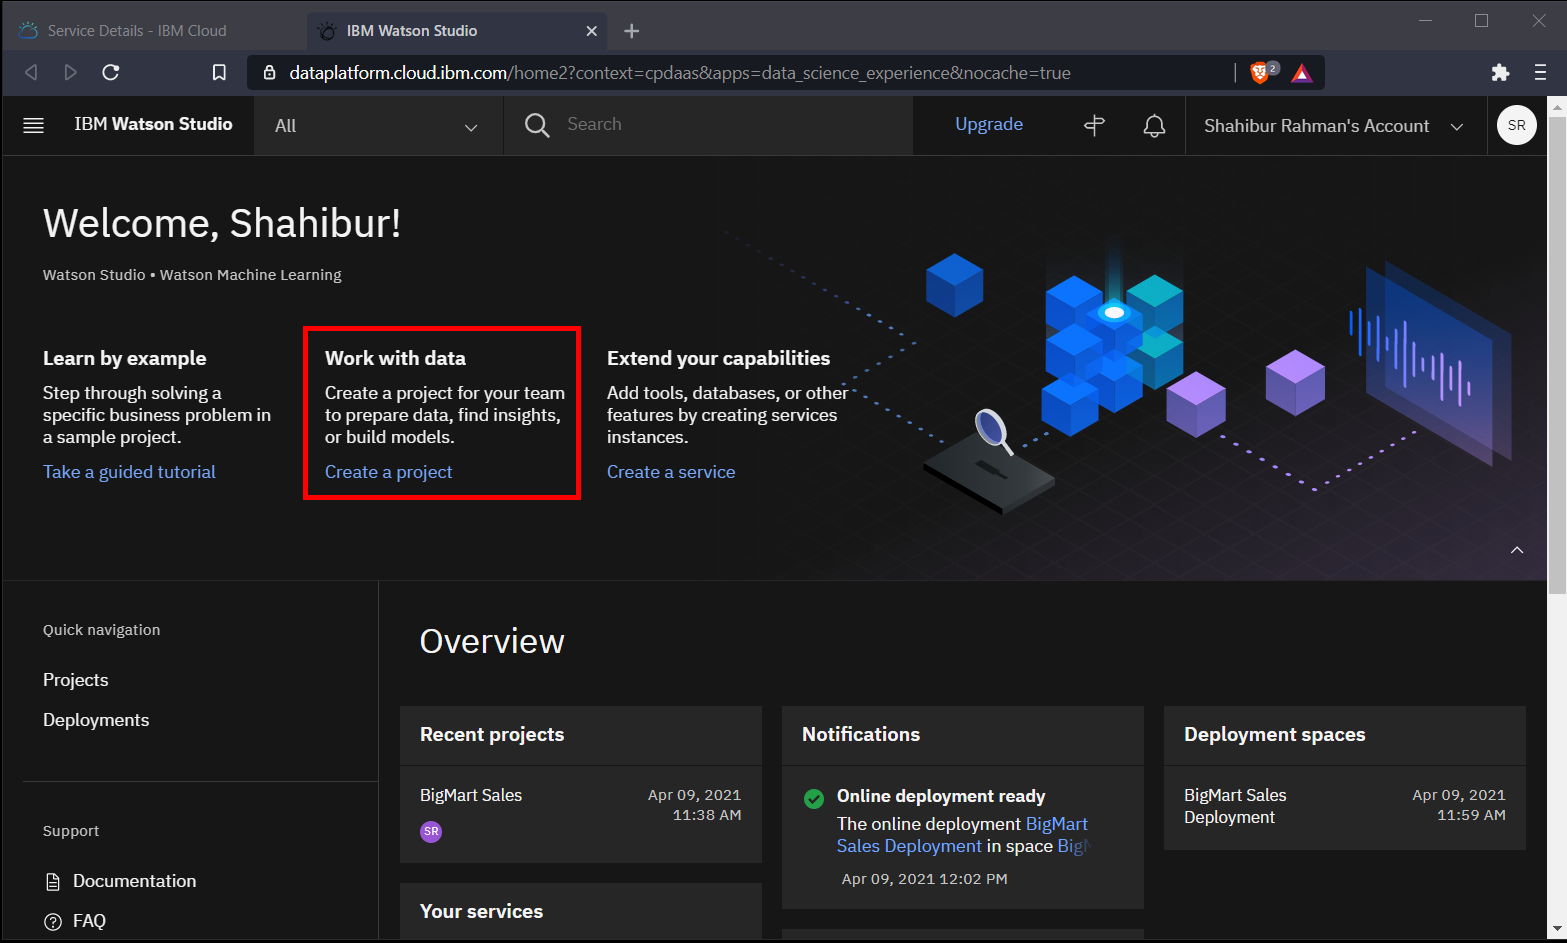 Service Details - IBM Cloud
IBM Watson Studio
dataplatform.cloud.ibm.com/home2?context=cpdaas&apps=data_science_experience&nocache=true
2
IBM Watson Studio
All
Search
Upgrade
Shahibur Rahman's Account
SR
Welcome, Shahibur!
Watson Studio • Watson Machine Learning
Learn by example
Step through solving a
specific business problem in
a sample project.
Take a guided tutorial
Work with data
Create a project for your team
to prepare data, find insights,
or build models.
Create a project
Extend your capabilities
Add tools, databases, or other
features by creating services
instances.
Create a service
Quick navigation
Projects
Deployments
Support
Documentation
FAQ
Overview
Recent projects
BigMart Sales
Apr 09, 2021
11:38 AM
SR
Your services
Notifications
Online deployment ready
The online deployment BigMart
Sales Deployment in space BigM
Apr 09, 2021 12:02 PM
Deployment spaces
BigMart Sales
Deployment
Apr 09, 2021
11:59 AM